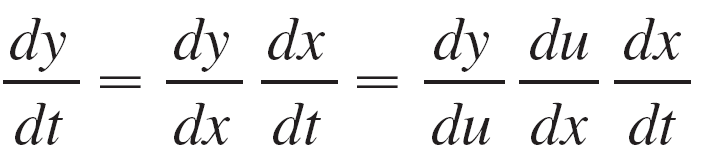 dy/dt = dy/dx dx/dt = dy/du du/dx dx/dt